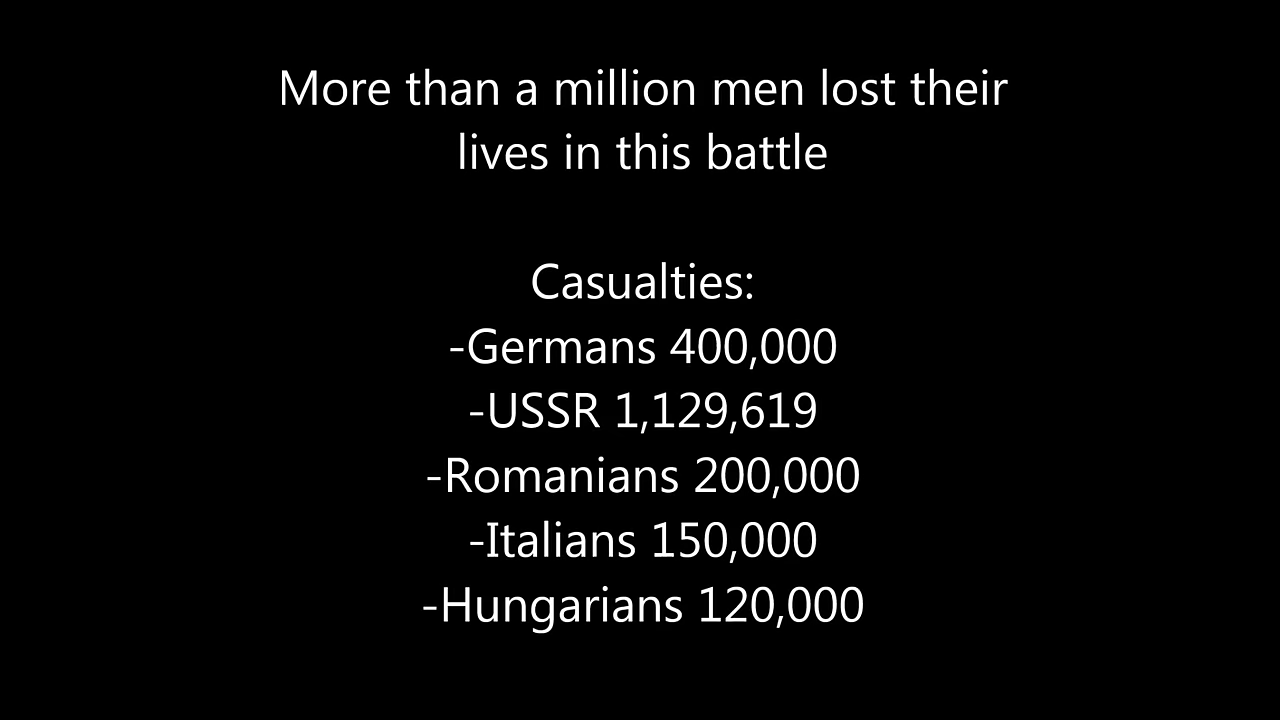 More than a million men lost their
lives in this battle
Casualties:
-Germans 400,000
-USSR 1,129,619
-Romanians 200,000
-Italians 150,000
-Hungarians 120,000